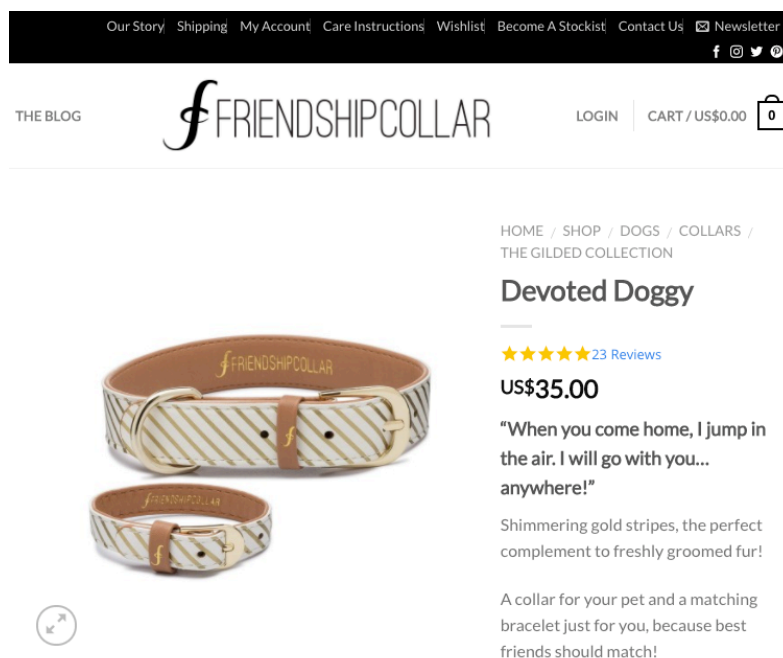 Our Story Shipping My Account Care Instructions Wishlist Become A Stockist Contact Us Newsletter
THE BLOG
FRIENDSHIPCOLLAR
LOGIN
CART / US$0.00
0
HOME / SHOP / DOGS / COLLARS /
THE GILDED COLLECTION
Devoted Doggy
23 Reviews
US$35.00
“When you come home, I jump in
the air. I will go with you...
anywhere!”
Shimmering gold stripes, the perfect
complement to freshly groomed fur!
A collar for your pet and a matching
bracelet just for you, because best
friends should match!
FRIENDSHIPCOLLAR
FRIENDSHIPCOLLAR